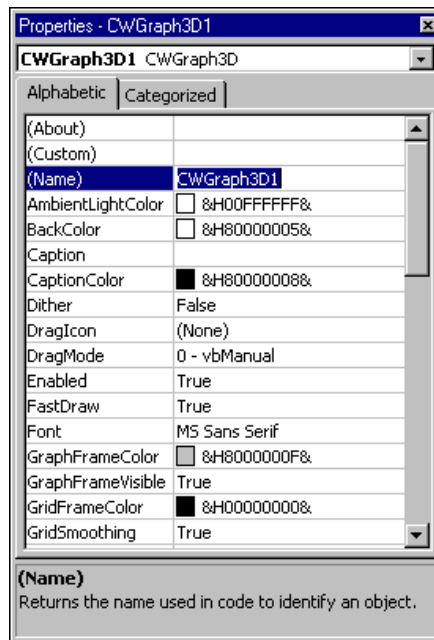 Properties - CWGraph3D1
CWGraph3D1 CWGraph3D
Alphabetic Categorized
(About)
(Custom)
(Name) CWGraph3D1
AmbientLightColor &H00FFFFFF&
BackColor &H80000005&
Caption
CaptionColor &H80000008&
Dither False
DragIcon (None)
DragMode 0 - vbManual
Enabled True
FastDraw True
Font MS Sans Serif
GraphFrameColor &H8000000F&
GraphFrameVisible True
GridFrameColor &H00000000&
GridSmoothing True
(Name)
Returns the name used in code to identify an object.